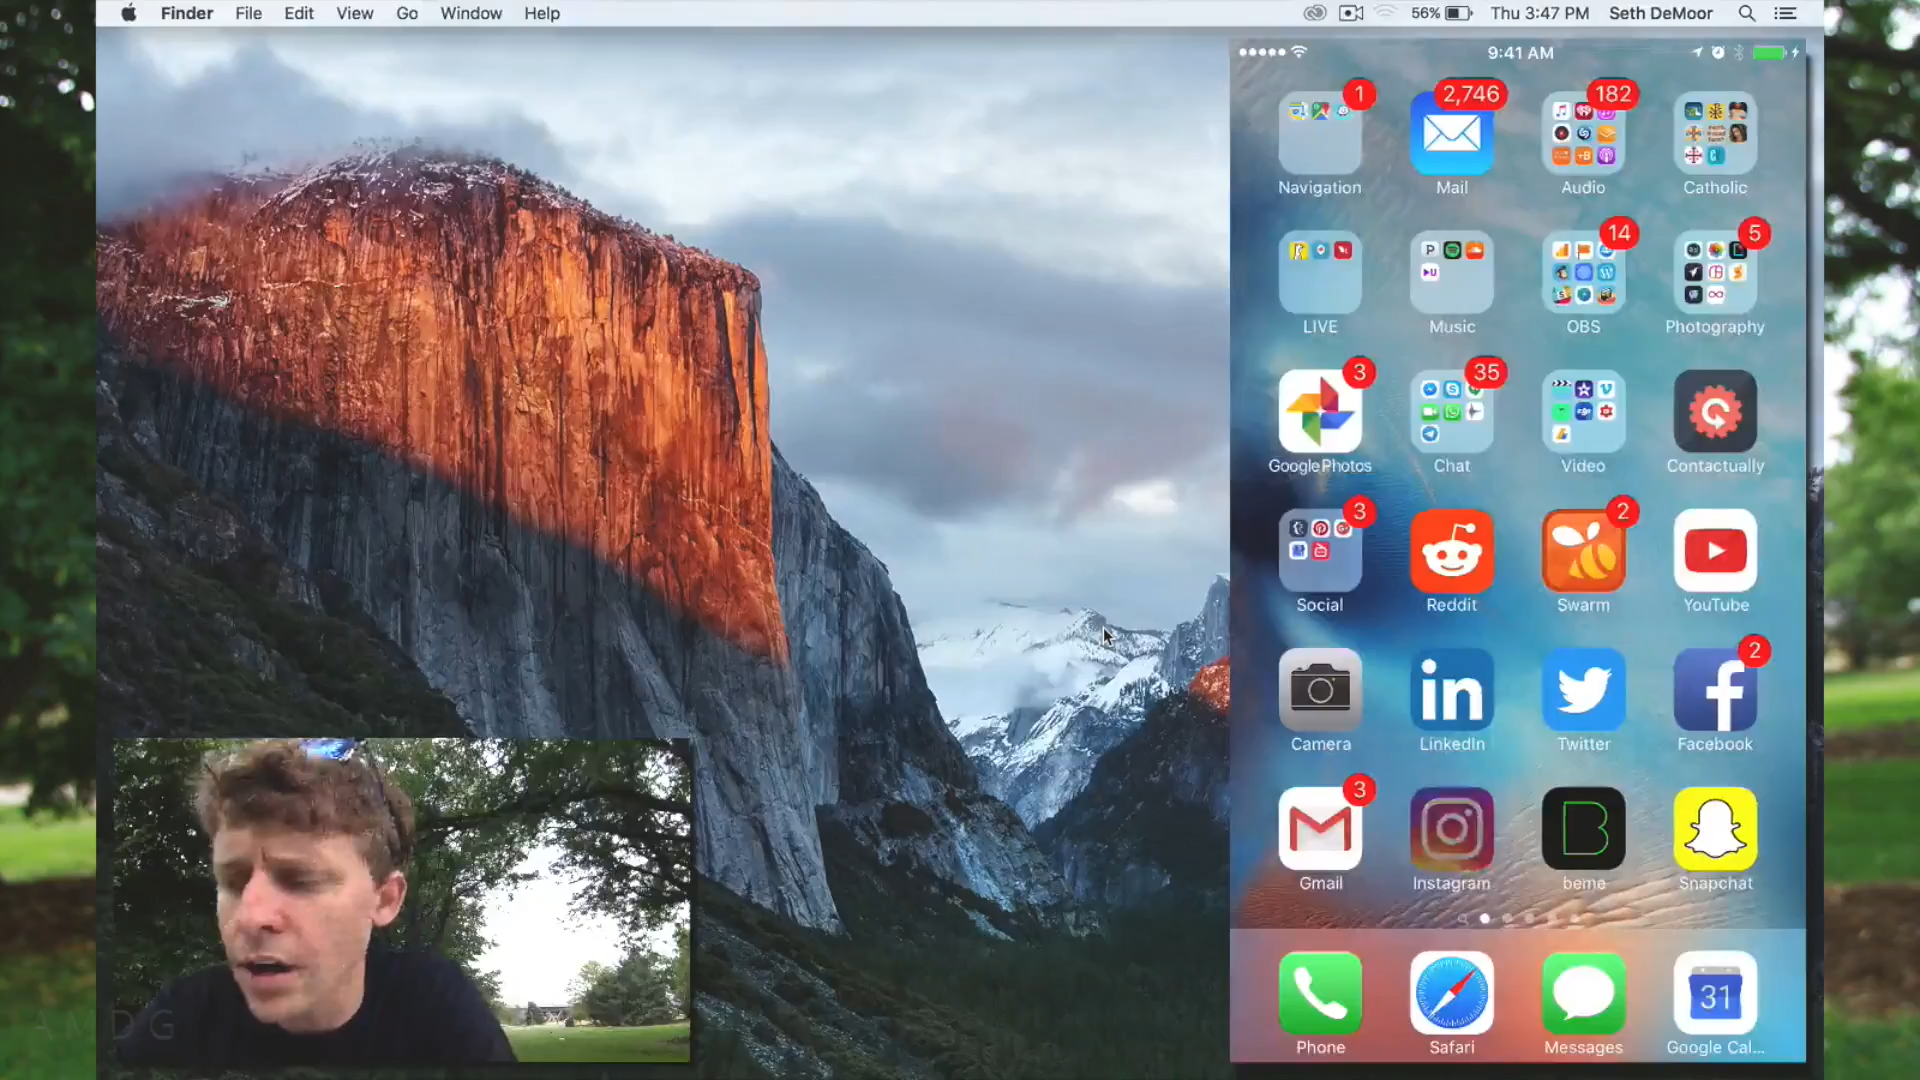 Finder File Edit View Go Window Help 56% Thu 3:47 PM Seth DeMoor
9:41 AM
1 2,746 182
Navigation Mail Audio Catholic
14 5
LIVE Music OBS Photography
3 35
Google Photos Chat Video Contactually
3 2
Social Reddit Swarm YouTube
2
Camera LinkedIn Twitter Facebook
3
Gmail Instagram beme Snapchat
31
Phone Safari Messages Google Cal...
AMDG